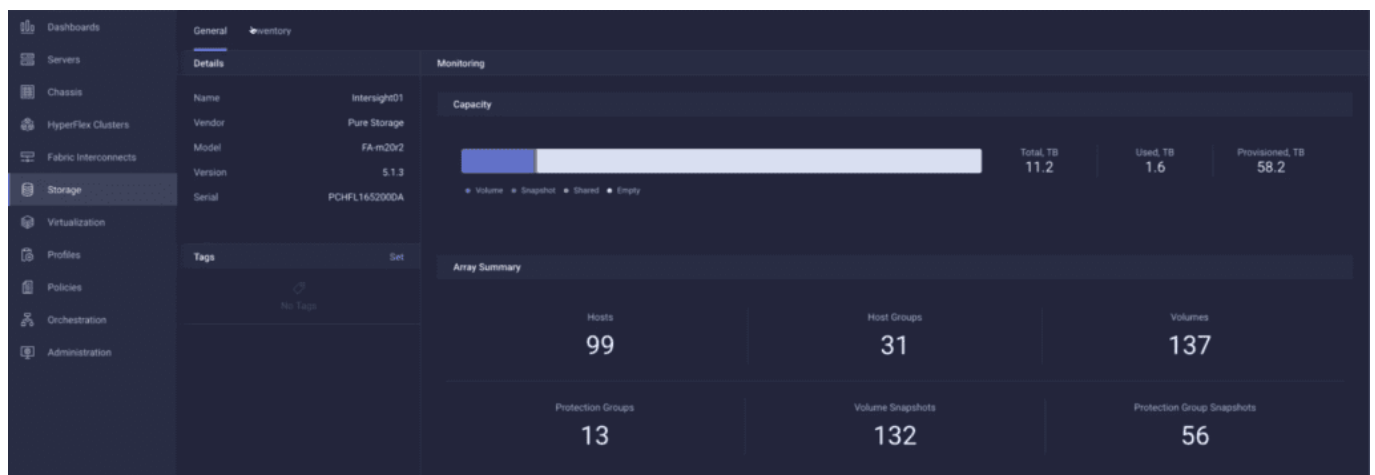 Dashboards
Servers
Chassis
HyperFlex Clusters
Fabric Interconnects
Storage
Virtualization
Profiles
Policies
Orchestration
Administration
General
Details
Name Intersight01
Vendor Pure Storage
Model FA-m20r2
Version 5.1.3
Serial PCHFL165200DA
Tags Set
No Tags
Monitoring
Capacity
Total, TB Used, TB Provisioned, TB
11.2 1.6 58.2
Volume Snapshot Shared Empty
Array Summary
Hosts Host Groups Volumes
99 31 137
Protection Groups Volume Snapshots Protection Group Snapshots
13 132 56